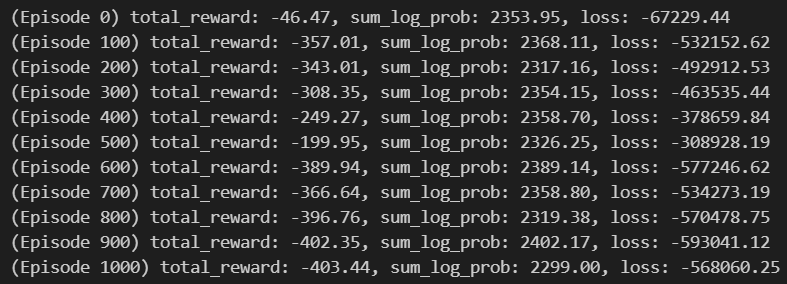 (Episode 0) total_reward: -46.47, sum_log_prob: 2353.95, loss: -67229.44
(Episode 100) total_reward: -357.01, sum_log_prob: 2368.11, loss: -532152.62
(Episode 200) total_reward: -343.01, sum_log_prob: 2317.16, loss: -492912.53
(Episode 300) total_reward: -308.35, sum_log_prob: 2354.15, loss: -463535.44
(Episode 400) total_reward: -249.27, sum_log_prob: 2358.70, loss: -378659.84
(Episode 500) total_reward: -199.95, sum_log_prob: 2326.25, loss: -308928.19
(Episode 600) total_reward: -389.94, sum_log_prob: 2389.14, loss: -577246.62
(Episode 700) total_reward: -366.64, sum_log_prob: 2358.80, loss: -534273.19
(Episode 800) total_reward: -396.76, sum_log_prob: 2319.38, loss: -570478.75
(Episode 900) total_reward: -402.35, sum_log_prob: 2402.17, loss: -593041.12
(Episode 1000) total_reward: -403.44, sum_log_prob: 2299.00, loss: -568060.25